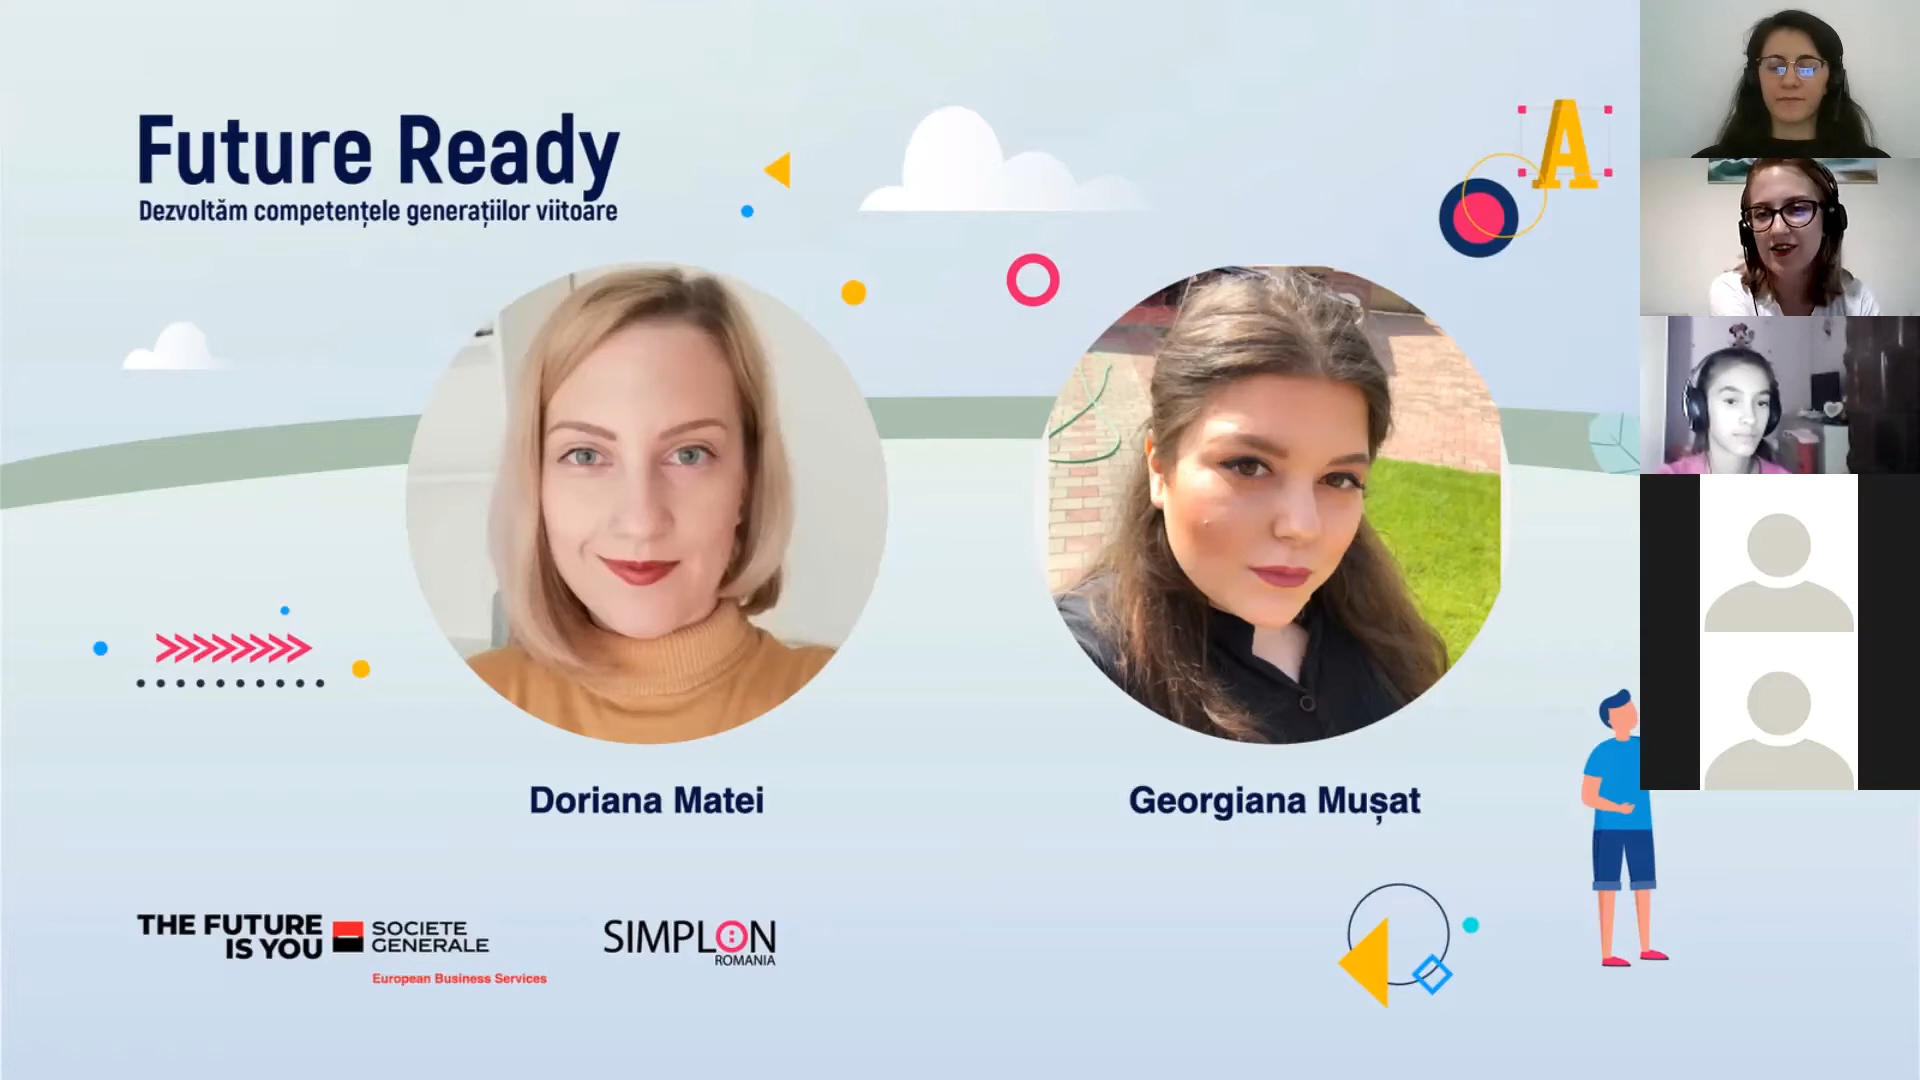 Future Ready
Dezvoltăm competențele generațiilor viitoare
A
Doriana Matei
Georgiana Mușat
THE FUTURE
IS YOU
SOCIETE
GENERALE
European Business Services
SIMPLON
ROMANIA